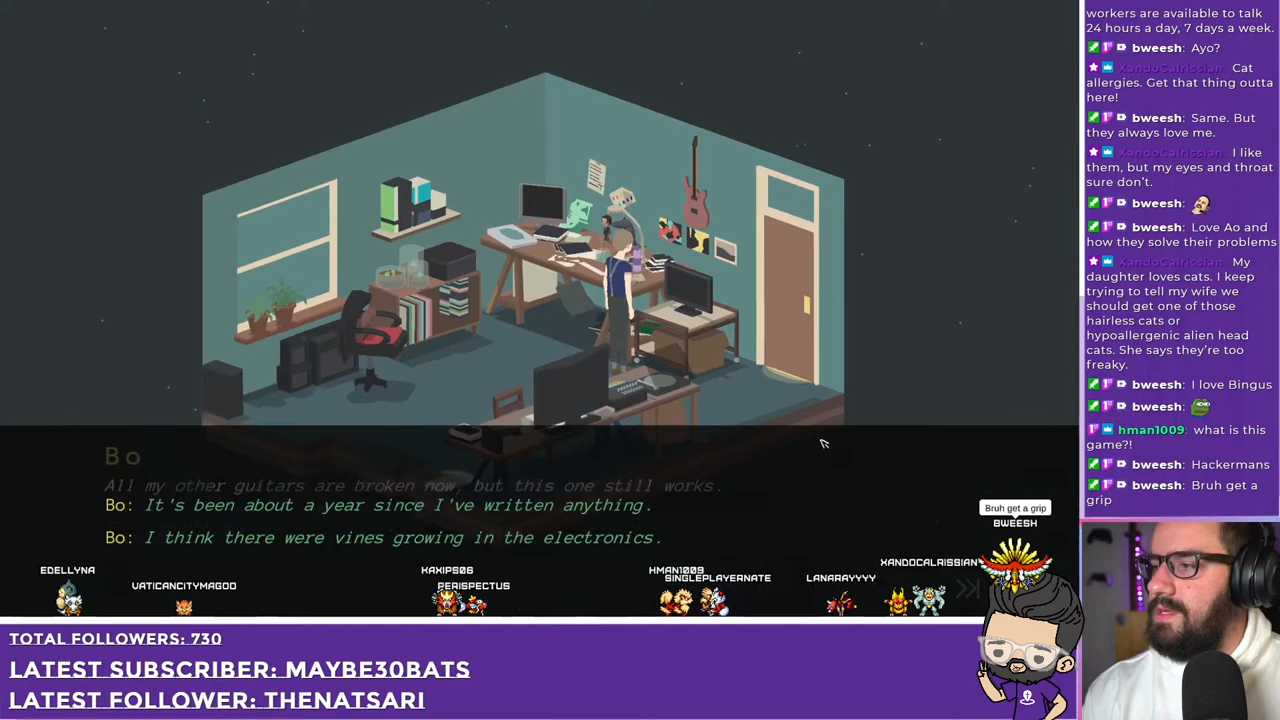 workers are available to talk
24 hours a day, 7 days a week.
bweesh: Ayo?
XandoCalrissian: Cat
allergies. Get that thing outta
here!
bweesh: Same. But
they always love me.
XandoCalrissian: I like
them, but my eyes and throat
sure don't.
bweesh:
bweesh: Love Ao and
how they solve their problems
XandoCalrissian: My
daughter loves cats. I keep
trying to tell my wife we
should get one of those
hairless cats or
hypoallergenic alien head
cats. She says they're too
freaky.
bweesh: I love Bingus
bweesh:
hman1009: what is this
game?!
bweesh: Hackermans
bweesh: Bruh get a
grip
Bo
All my other guitars are broken now, but this one still works.
Bo: It's been about a year since I've written anything.
Bo: I think there were vines growing in the electronics.
Bruh get a grip
BWEESH
EDELLYNA
VATICANCITYMAGOO
KAXIPS06
PERISPECTUS
HMAN1009
SINGLEPLAYERNATE
LANARAYYYY
XANDOCALRISSIAN
TOTAL FOLLOWERS: 730
LATEST SUBSCRIBER: MAYBE30BATS
LATEST FOLLOWER: THENATSARI